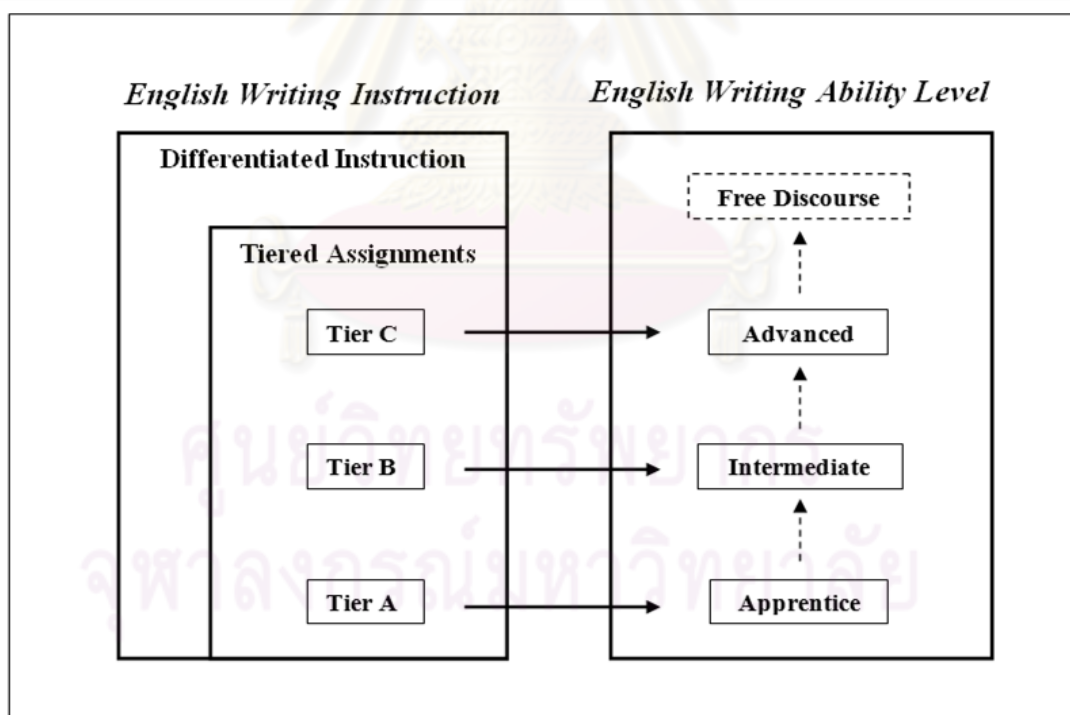 English Writing Instruction
English Writing Ability Level
Differentiated Instruction
Tiered Assignments
Tier C
Tier B
Tier A
Free Discourse
Advanced
Intermediate
Apprentice
ศูนย์วิทยทรัพยากร
จุฬาลงกรณ์มหาวิทยาลัย